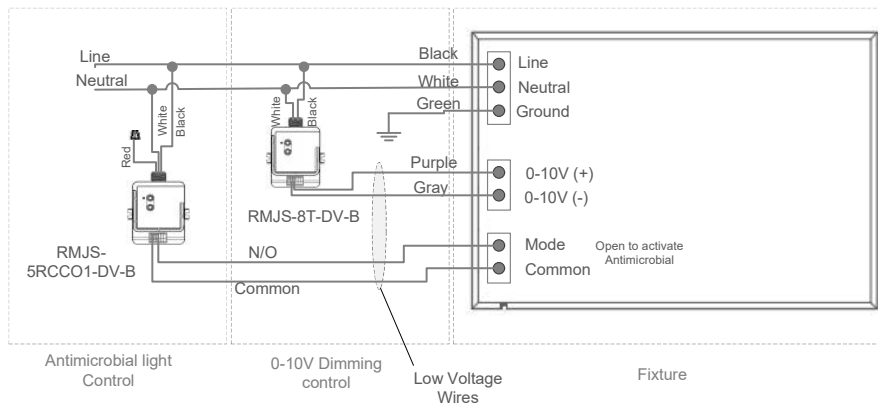 Line
Neutral
Black
White
Green
Line
Neutral
Ground
White
Black
Red
White
Black
Purple
Gray
0-10V (+)
0-10V (-)
RMJS-8T-DV-B
RMJS-
5RCCO1-DV-B
N/O
Common
Mode
Common
Open to activate
Antimicrobial
Antimicrobial light
Control
0-10V Dimming
control
Low Voltage
Wires
Fixture